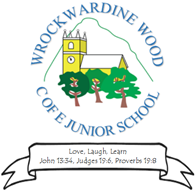 WROCKWARDINE WOOD
C OF E JUNIOR SCHOOL
Love, Laugh, Learn
John 13:34, Judges 19:6, Proverbs 19:8